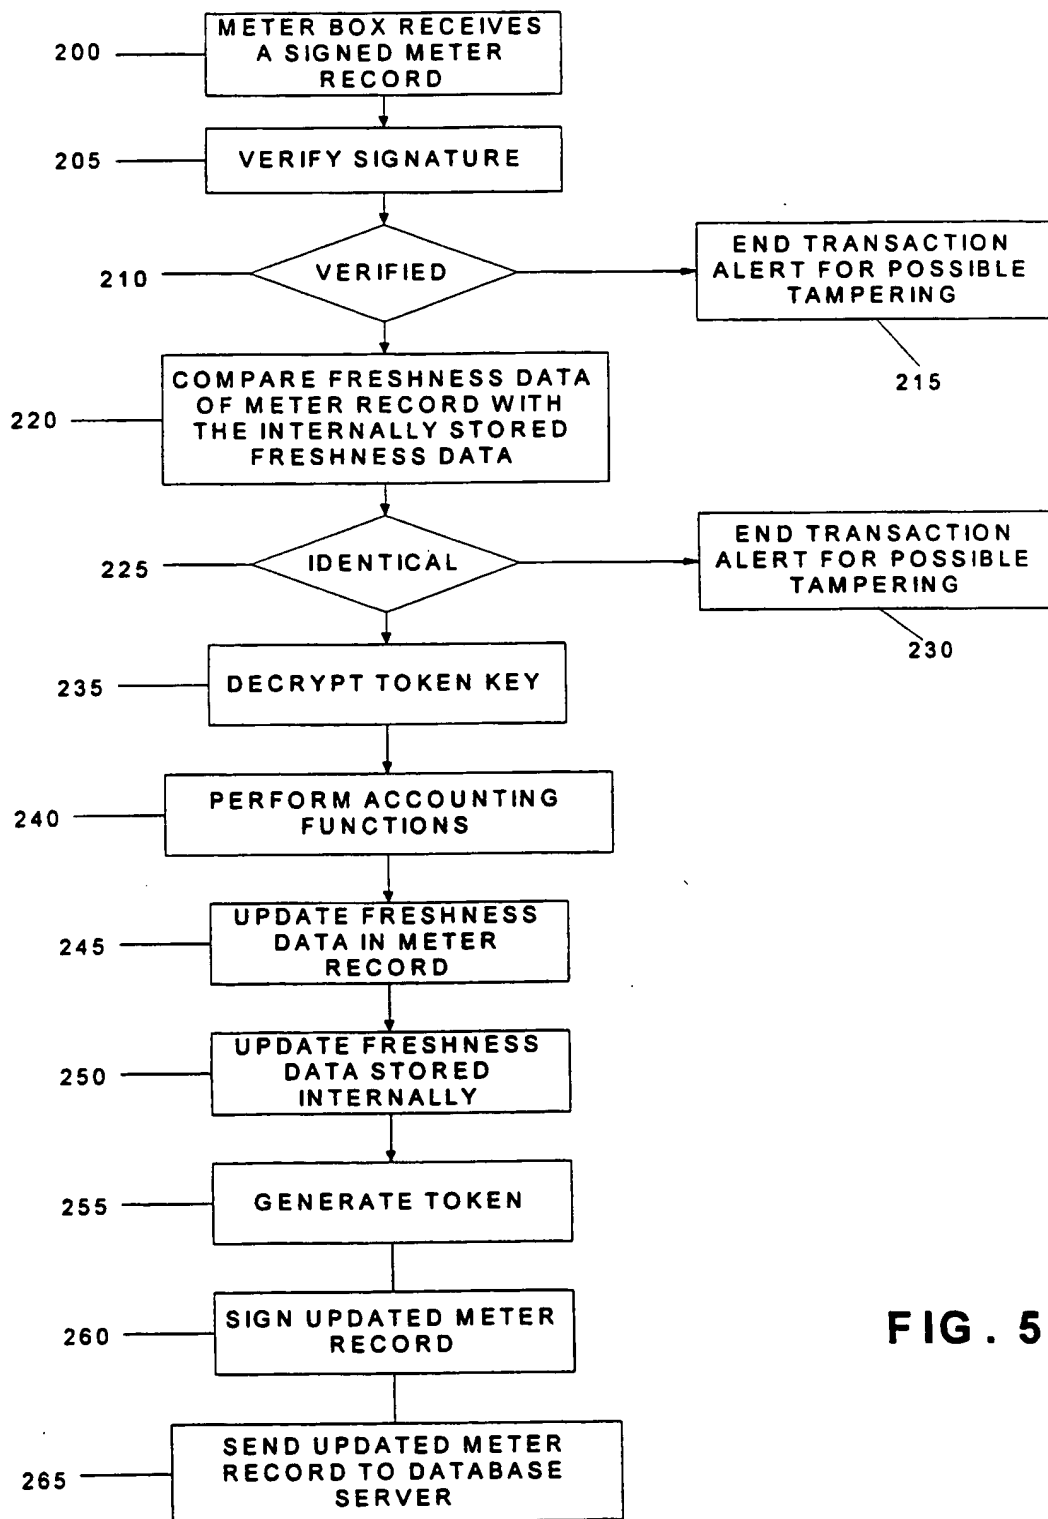 METER BOX RECEIVES
A SIGNED METER
RECORD
200
VERIFY SIGNATURE
205
VERIFIED
210
END TRANSACTION
ALERT FOR POSSIBLE
TAMPERING
215
COMPARE FRESHNESS DATA
OF METER RECORD WITH
THE INTERNALLY STORED
FRESHNESS DATA
220
IDENTICAL
225
END TRANSACTION
ALERT FOR POSSIBLE
TAMPERING
230
DECRYPT TOKEN KEY
235
PERFORM ACCOUNTING
FUNCTIONS
240
UPDATE FRESHNESS
DATA IN METER
RECORD
245
UPDATE FRESHNESS
DATA STORED
INTERNALLY
250
GENERATE TOKEN
255
SIGN UPDATED METER
RECORD
260
FIG. 5
SEND UPDATED METER
RECORD TO DATABASE
SERVER
265